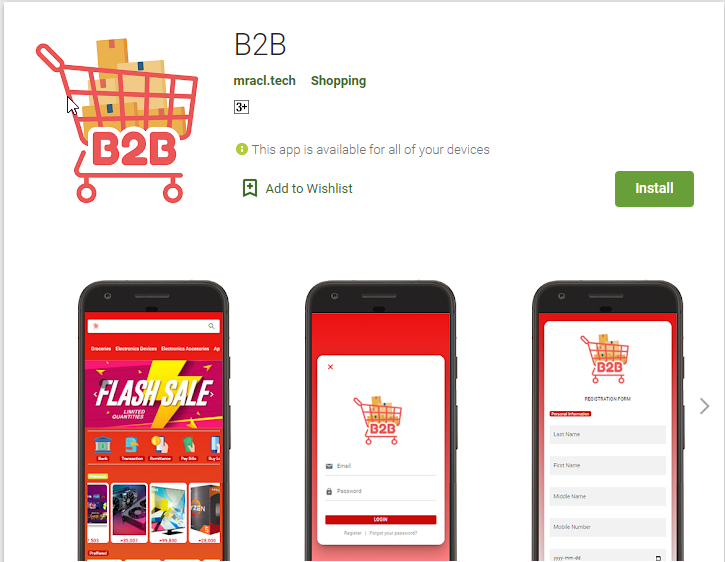 B2B
mracl.tech Shopping
3+
This app is available for all of your devices
Add to Wishlist
Install
B2B
Groceries Electronics Devices Electronics Accesories Ap
FLASH SALE
LIMITED
QUANTITIES
Bank Transaction Remittance Pay Bills Buy Lo
YZEN
B2B
Email
Password
LOGIN
Register | Forgot your password?
B2B
REGISTRATION FORM
Personal Information
Last Name
First Name
Middle Name
Mobile Number
yyyy-mm-dd